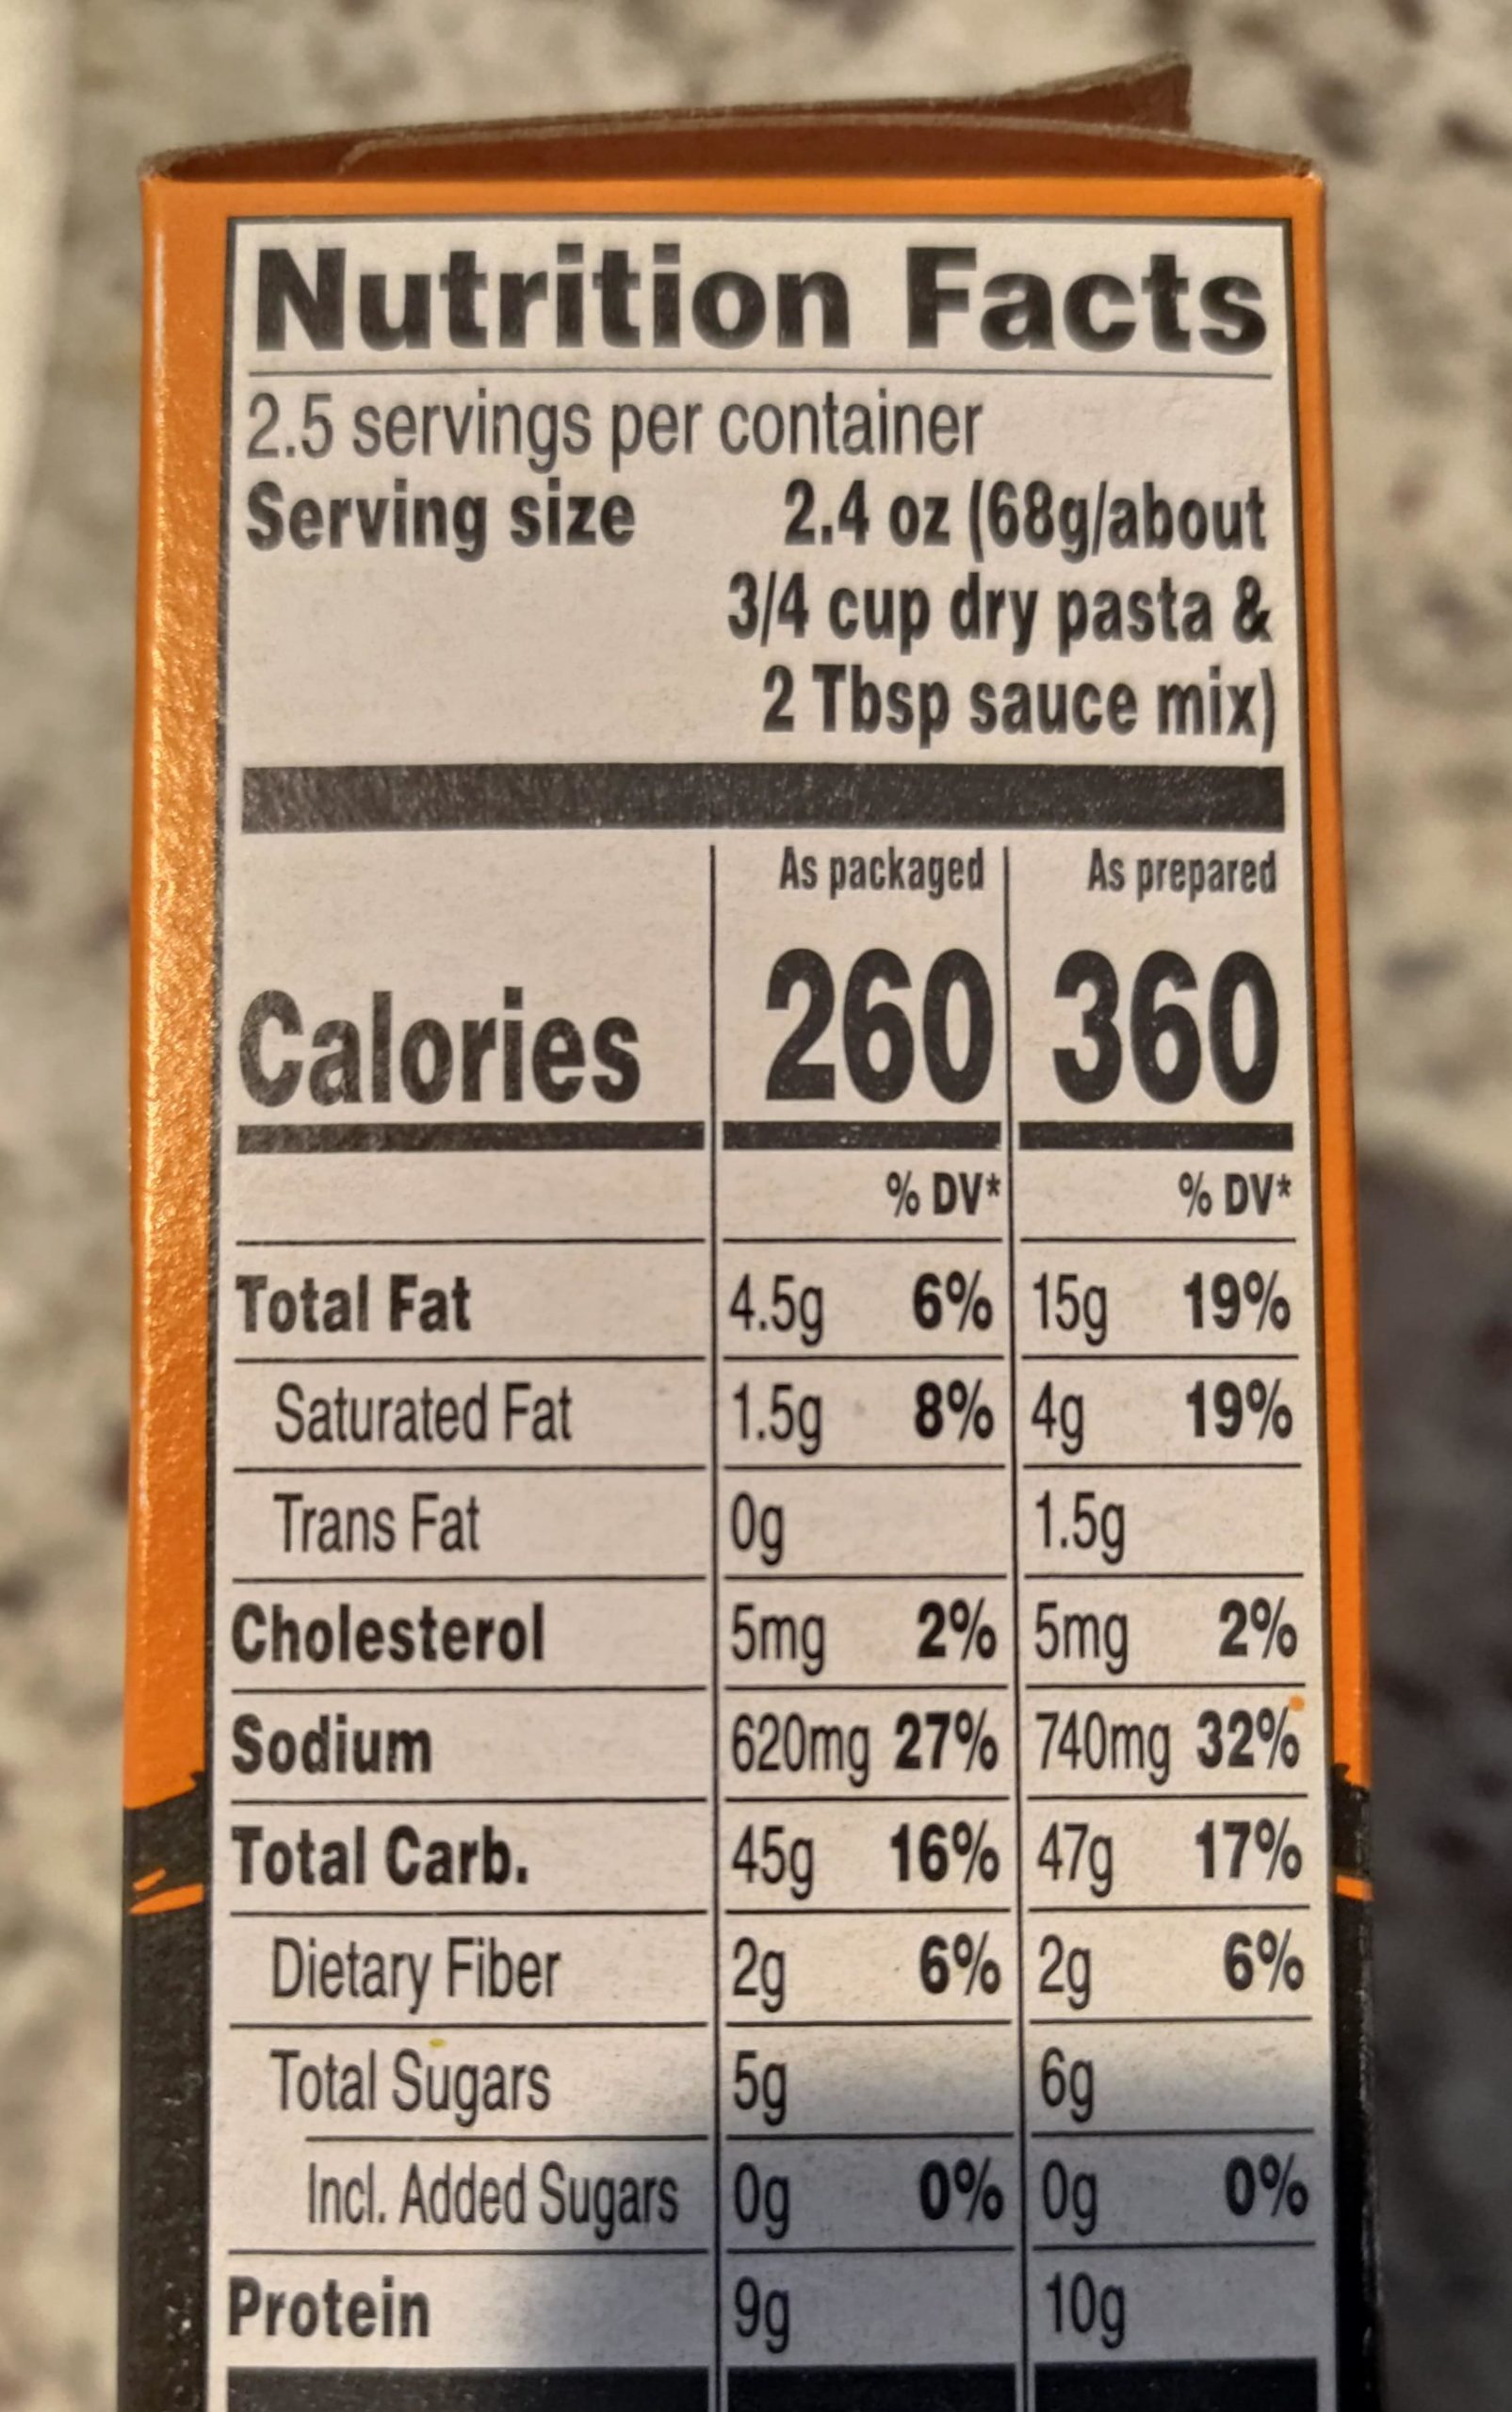 Nutrition Facts
2.5 servings per container
Serving size 2.4 oz (68g/about
3/4 cup dry pasta &
2 Tbsp sauce mix)
As packaged As prepared
Calories 260 360
% DV* % DV*
Total Fat 4.5g 6% 15g 19%
Saturated Fat 1.5g 8% 4g 19%
Trans Fat 0g 1.5g
Cholesterol 5mg 2% 5mg 2%
Sodium 620mg 27% 740mg 32%
Total Carb. 45g 16% 47g 17%
Dietary Fiber 2g 6% 2g 6%
Total Sugars 5g 6g
Incl. Added Sugars 0g 0% 0g 0%
Protein 9g 10g